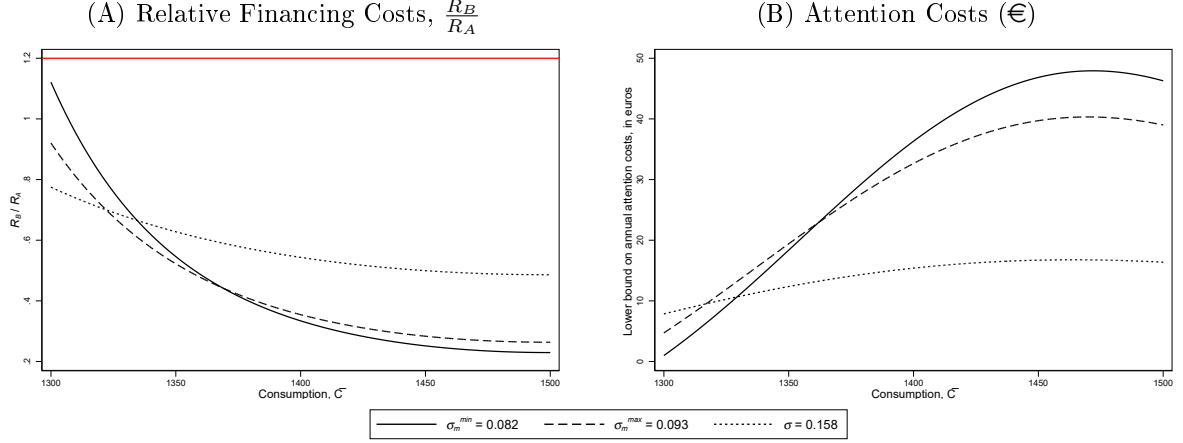 (A) Relative Financing Costs, R_B/R_A
(B) Attention Costs (€)
R_B / R_A
1.2
1
.8
.6
.4
.2
1300
1350
1400
1450
1500
Consumption, C̅
Lower bound on annual attention costs, in euros
50
40
30
20
10
0
1300
1350
1400
1450
1500
Consumption, C̅
σ_m^min = 0.082
σ_m^max = 0.093
σ = 0.158